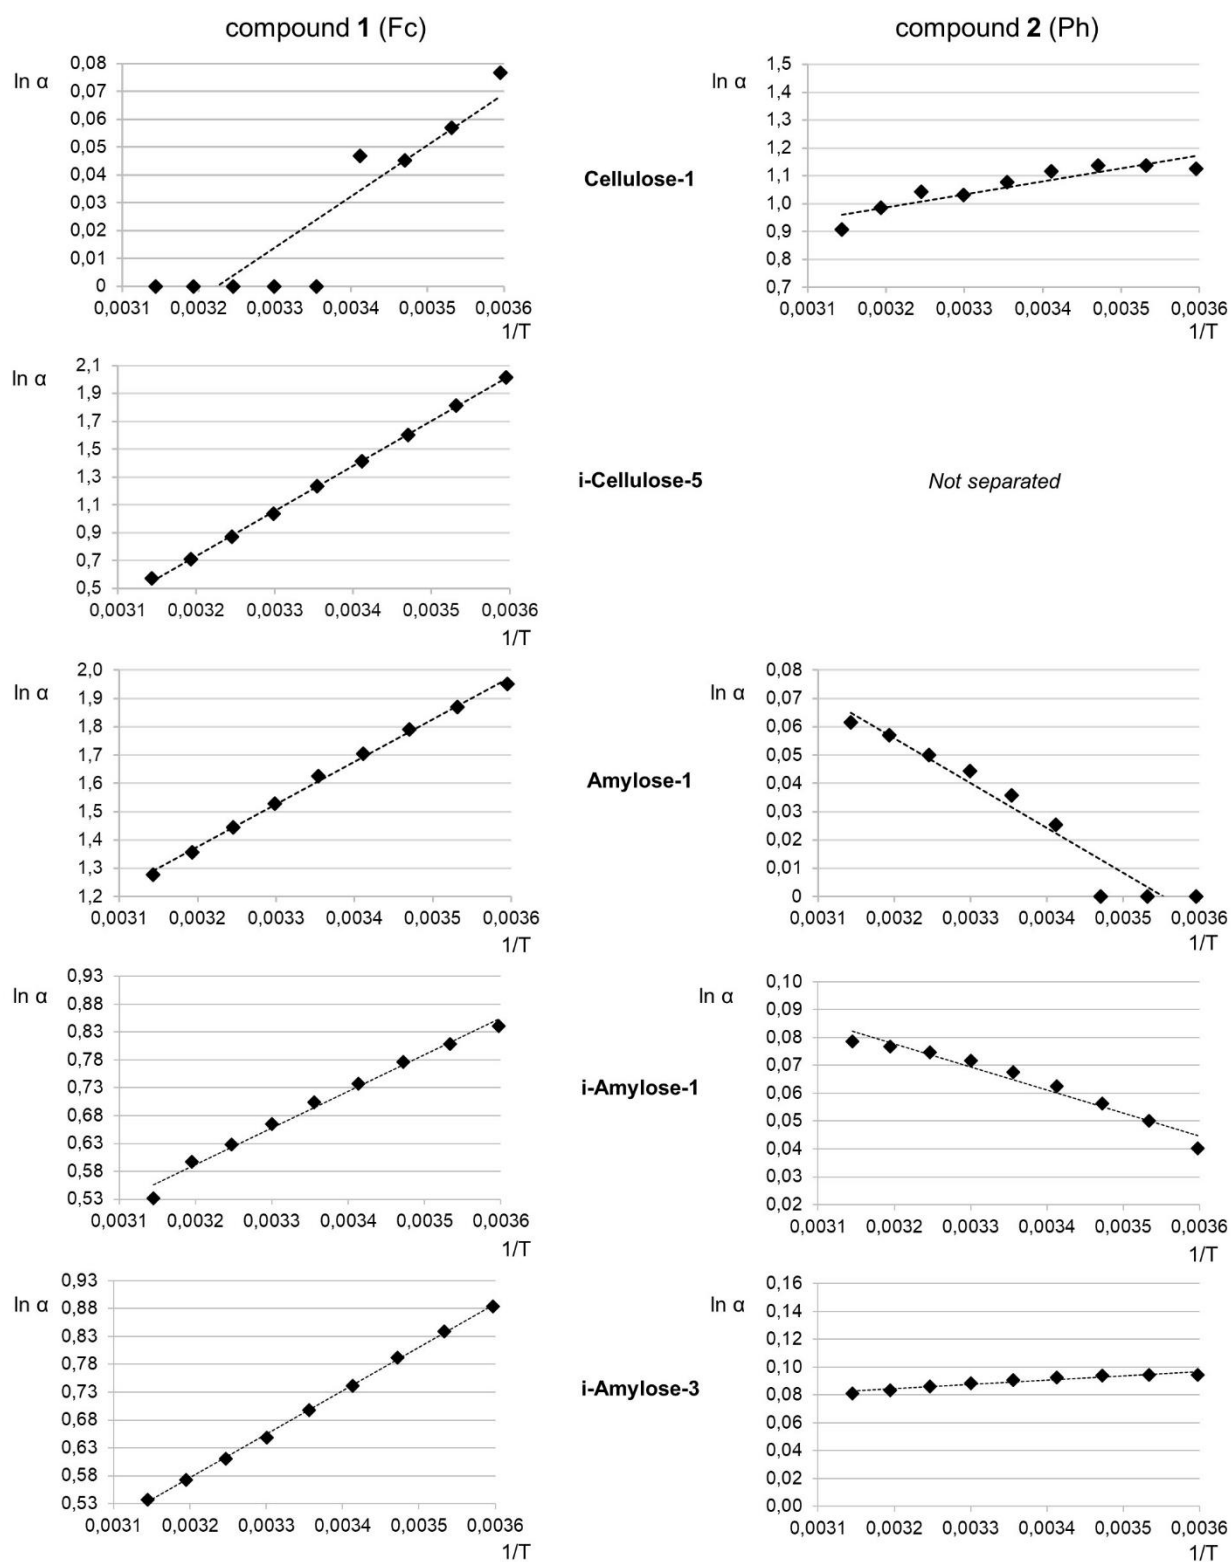 compound 1 (Fc)
compound 2 (Ph)
ln α
0,08
0,07
0,06
0,05
0,04
0,03
0,02
0,01
0
0,0031 0,0032 0,0033 0,0034 0,0035 0,0036
1/T
Cellulose-1
ln α
1,5
1,4
1,3
1,2
1,1
1,0
0,9
0,8
0,7
0,0031 0,0032 0,0033 0,0034 0,0035 0,0036
1/T
ln α
2,1
1,9
1,7
1,5
1,3
1,1
0,9
0,7
0,5
0,0031 0,0032 0,0033 0,0034 0,0035 0,0036
1/T
i-Cellulose-5
Not separated
ln α
2,0
1,9
1,8
1,7
1,6
1,5
1,4
1,3
1,2
0,0031 0,0032 0,0033 0,0034 0,0035 0,0036
1/T
Amylose-1
ln α
0,08
0,07
0,06
0,05
0,04
0,03
0,02
0,01
0
0,0031 0,0032 0,0033 0,0034 0,0035 0,0036
1/T
ln α
0,93
0,88
0,83
0,78
0,73
0,68
0,63
0,58
0,53
0,0031 0,0032 0,0033 0,0034 0,0035 0,0036
1/T
i-Amylose-1
ln α
0,10
0,09
0,08
0,07
0,06
0,05
0,04
0,03
0,02
0,0031 0,0032 0,0033 0,0034 0,0035 0,0036
1/T
ln α
0,93
0,88
0,83
0,78
0,73
0,68
0,63
0,58
0,53
0,0031 0,0032 0,0033 0,0034 0,0035 0,0036
1/T
i-Amylose-3
ln α
0,16
0,14
0,12
0,10
0,08
0,06
0,04
0,02
0,00
0,0031 0,0032 0,0033 0,0034 0,0035 0,0036
1/T